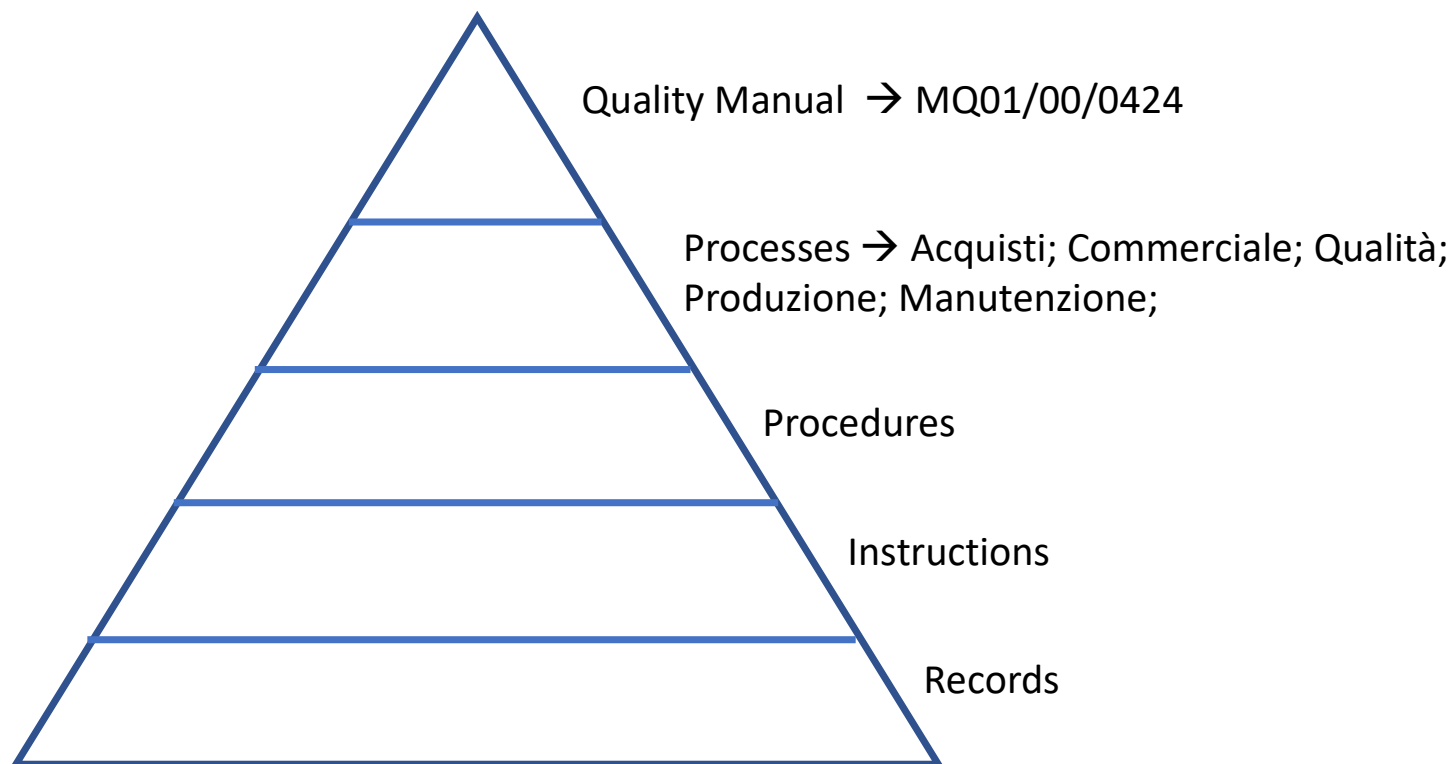 Quality Manual → MQ01/00/0424
Processes → Acquisti; Commerciale; Qualità;
Produzione; Manutenzione;
Procedures
Instructions
Records